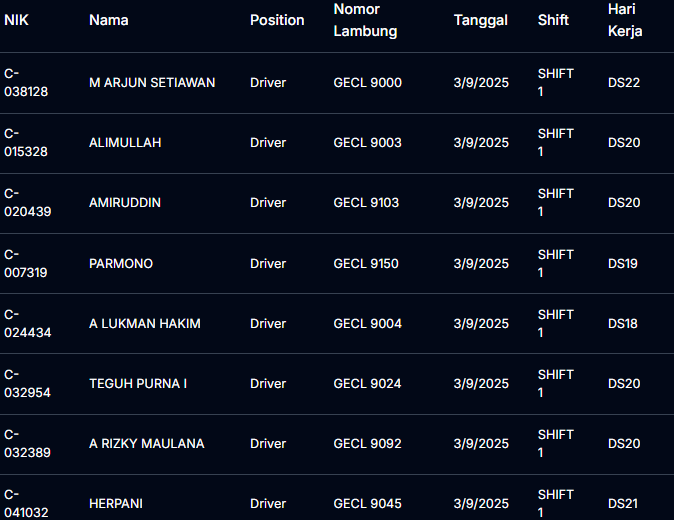 NIK Nama Position Nomor Lambung Tanggal Shift Hari Kerja
C-038128 M ARJUN SETIAWAN Driver GECL 9000 3/9/2025 SHIFT 1 DS22
C-015328 ALIMULLAH Driver GECL 9003 3/9/2025 SHIFT 1 DS20
C-020439 AMIRUDDIN Driver GECL 9103 3/9/2025 SHIFT 1 DS20
C-007319 PARMONO Driver GECL 9150 3/9/2025 SHIFT 1 DS19
C-024434 A LUKMAN HAKIM Driver GECL 9004 3/9/2025 SHIFT 1 DS18
C-032954 TEGUH PURNA I Driver GECL 9024 3/9/2025 SHIFT 1 DS20
C-032389 A RIZKY MAULANA Driver GECL 9092 3/9/2025 SHIFT 1 DS20
C-041032 HERPANI Driver GECL 9045 3/9/2025 SHIFT 1 DS21